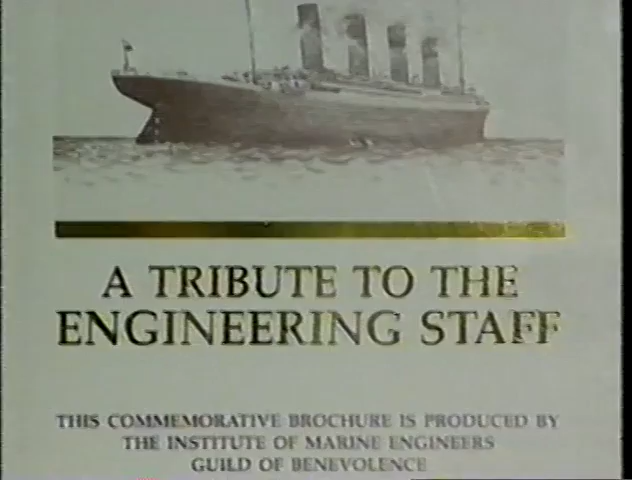 A TRIBUTE TO THE
ENGINEERING STAFF
THIS COMMEMORATIVE BROCHURE IS PRODUCED BY
THE INSTITUTE OF MARINE ENGINEERS
GUILD OF BENEVOLENCE